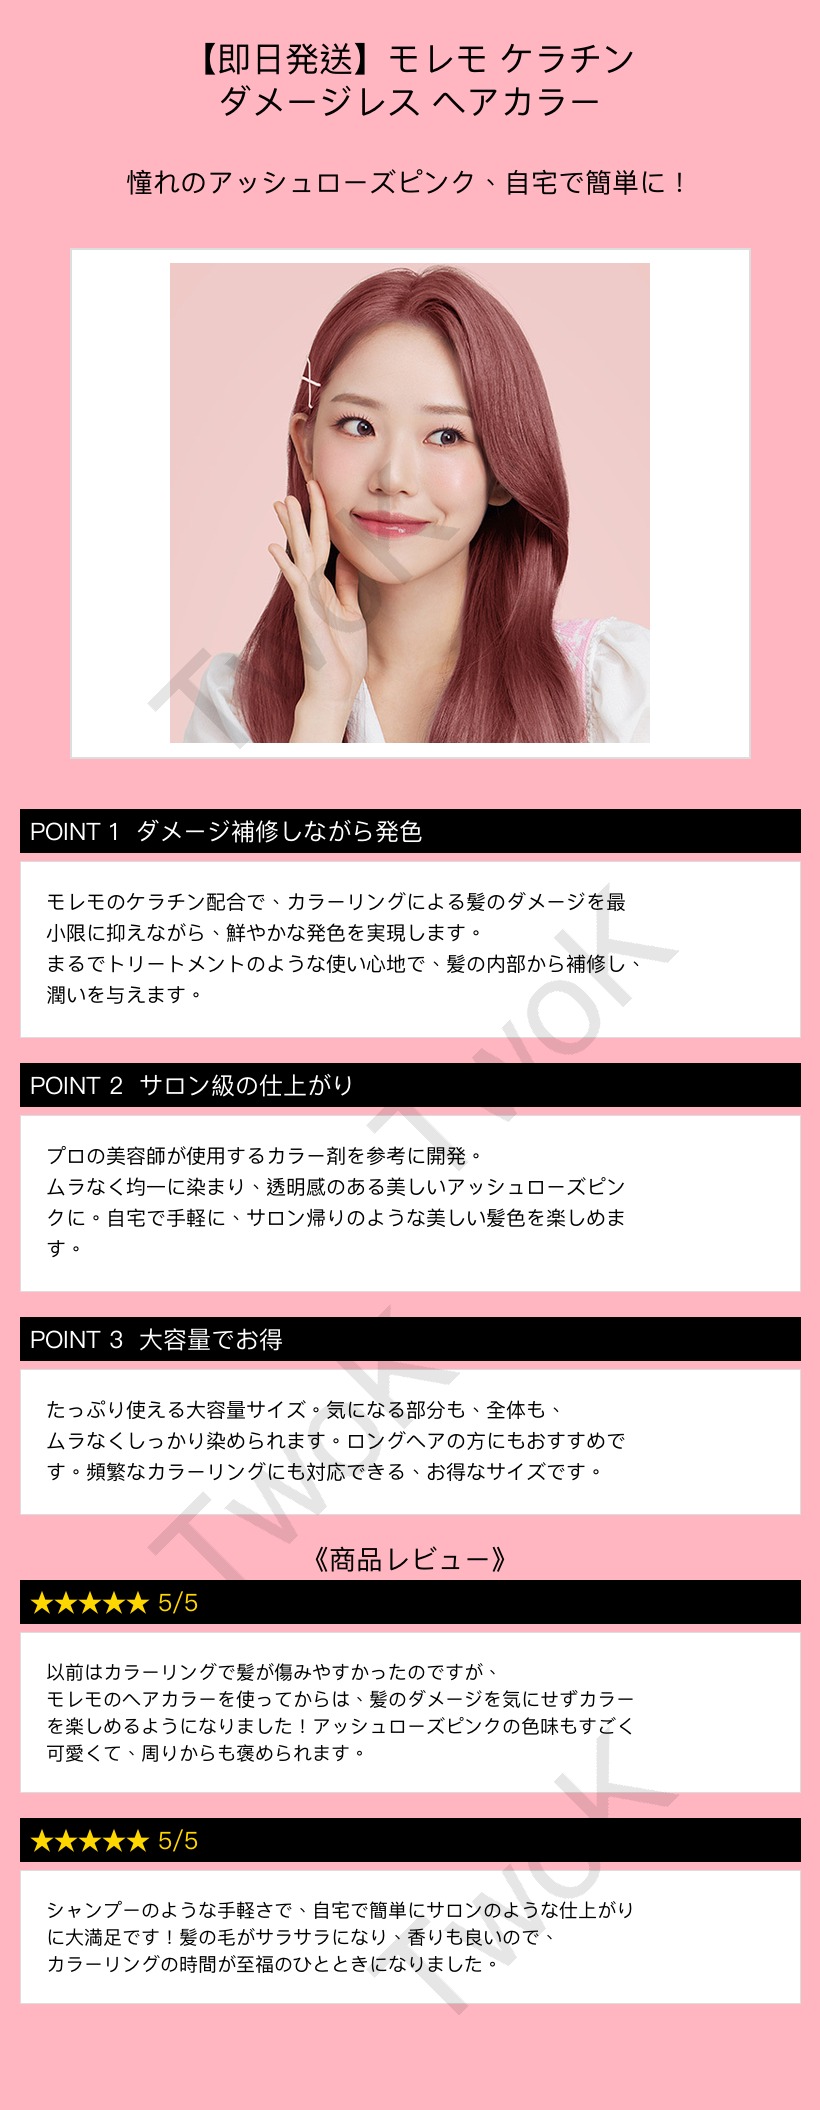 【即日発送】モレモ ケラチン
ダメージレス ヘアカラー
憧れのアッシュローズピンク、自宅で簡単に！
TwoK
POINT 1 ダメージ補修しながら発色
モレモのケラチン配合で、カラーリングによる髪のダメージを最
小限に抑えながら、鮮やかな発色を実現します。
まるでトリートメントのような使い心地で、髪の内部から補修し、
潤いを与えます。
TwoK
POINT 2 サロン級の仕上がり
プロの美容師が使用するカラー剤を参考に開発。
ムラなく均一に染まり、透明感のある美しいアッシュローズピン
クに。自宅で手軽に、サロン帰りのような美しい髪色を楽しめま
す。
POINT 3 大容量でお得
たっぷり使える大容量サイズ。気になる部分も、全体も、
ムラなくしっかり染められます。ロングヘアの方にもおすすめで
す。頻繁なカラーリングにも対応できる、お得なサイズです。
TwoK
《商品レビュー》
★★★★★ 5/5
以前はカラーリングで髪が傷みやすかったのですが、
モレモのヘアカラーを使ってからは、髪のダメージを気にせずカラー
を楽しめるようになりました！アッシュローズピンクの色味もすごく
可愛くて、周りからも褒められます。
★★★★★ 5/5
シャンプーのような手軽さで、自宅で簡単にサロンのような仕上がり
に大満足です！髪の毛がサラサラになり、香りも良いので、
カラーリングの時間が至福のひとときになりました。
TwoK